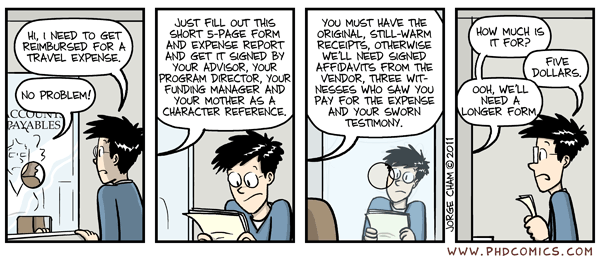 HI, I NEED TO GET
REIMBURSED FOR A
TRAVEL EXPENSE.
NO PROBLEM!
ACCOUNTS
PAYABLES
JUST FILL OUT THIS
SHORT 5-PAGE FORM
AND EXPENSE REPORT
AND GET IT SIGNED BY
YOUR ADVISOR, YOUR
PROGRAM DIRECTOR, YOUR
FUNDING MANAGER AND
YOUR MOTHER AS A
CHARACTER REFERENCE.
YOU MUST HAVE THE
ORIGINAL, STILL-WARM
RECEIPTS, OTHERWISE
WE'LL NEED SIGNED
AFFIDAVITS FROM THE
VENDOR, THREE WIT-
NESSES WHO SAW YOU
PAY FOR THE EXPENSE
AND YOUR SWORN
TESTIMONY.
JORGE CHAM © 2011
HOW MUCH IS
IT FOR?
FIVE
DOLLARS.
OOH, WE'LL
NEED A
LONGER FORM.
WWW.PHDCOMICS.COM